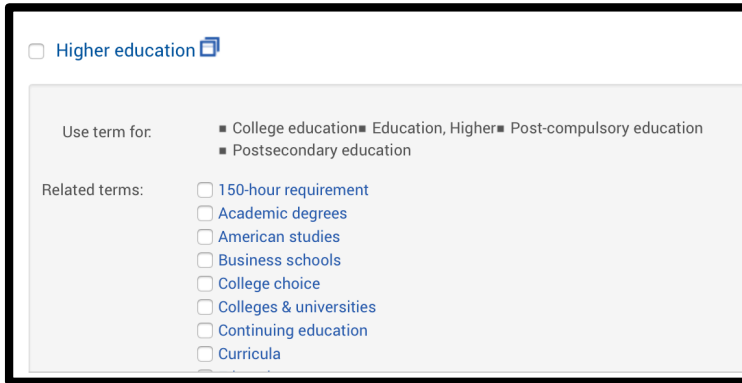 Higher education
Use term for: ■ College education■ Education, Higher■ Post-compulsory education
■ Postsecondary education
Related terms: 150-hour requirement
Academic degrees
American studies
Business schools
College choice
Colleges & universities
Continuing education
Curricula